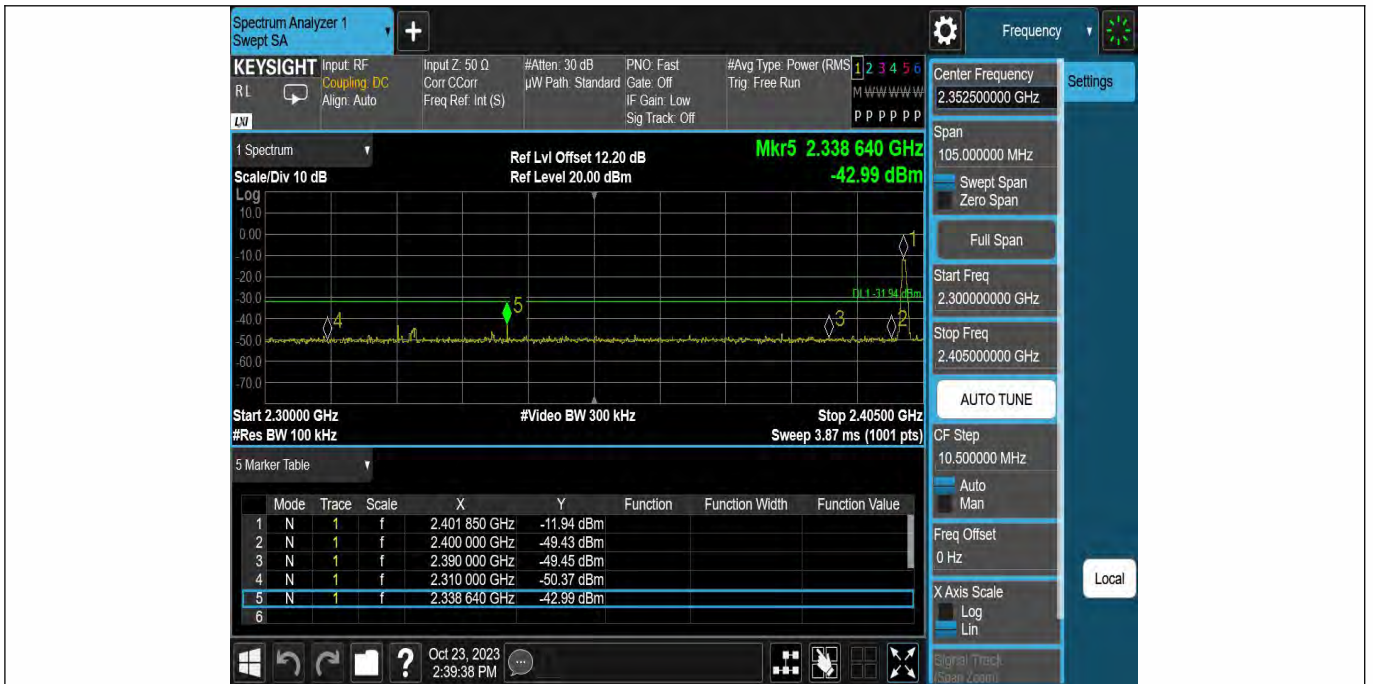 Spectrum Analyzer 1
Swept SA
+
Frequency
KEYSIGHT
RL
LXI
Input: RF
Coupling: DC
Align: Auto
Input Z: 50 Ω
Corr CCorr
Freq Ref: Int (S)
#Atten: 30 dB
µW Path: Standard
PNO: Fast
Gate: Off
IF Gain: Low
Sig Track: Off
#Avg Type: Power (RMS
Trig: Free Run
1 2 3 4 5 6
M W W W W W
P P P P P P
1 Spectrum
Scale/Div 10 dB
Ref Lvl Offset 12.20 dB
Ref Level 20.00 dBm
Mkr5 2.338 640 GHz
-42.99 dBm
Log
10.0
0.00
-10.0
-20.0
-30.0
-40.0
-50.0
-60.0
-70.0
1
DL1 -31.94 dBm
5
4
3
2
Start 2.30000 GHz
#Video BW 300 kHz
Stop 2.40500 GHz
#Res BW 100 kHz
Sweep 3.87 ms (1001 pts)
5 Marker Table
Mode Trace Scale X Y Function Function Width Function Value
1 N 1 f 2.401 850 GHz -11.94 dBm
2 N 1 f 2.400 000 GHz -49.43 dBm
3 N 1 f 2.390 000 GHz -49.45 dBm
4 N 1 f 2.310 000 GHz -50.37 dBm
5 N 1 f 2.338 640 GHz -42.99 dBm
6
Oct 23, 2023
2:39:38 PM
?
Center Frequency
2.352500000 GHz
Settings
Span
105.000000 MHz
Swept Span
Zero Span
Full Span
Start Freq
2.300000000 GHz
Stop Freq
2.405000000 GHz
AUTO TUNE
CF Step
10.500000 MHz
Auto
Man
Freq Offset
0 Hz
Local
X Axis Scale
Log
Lin
Signal Track
(Span Zoom)